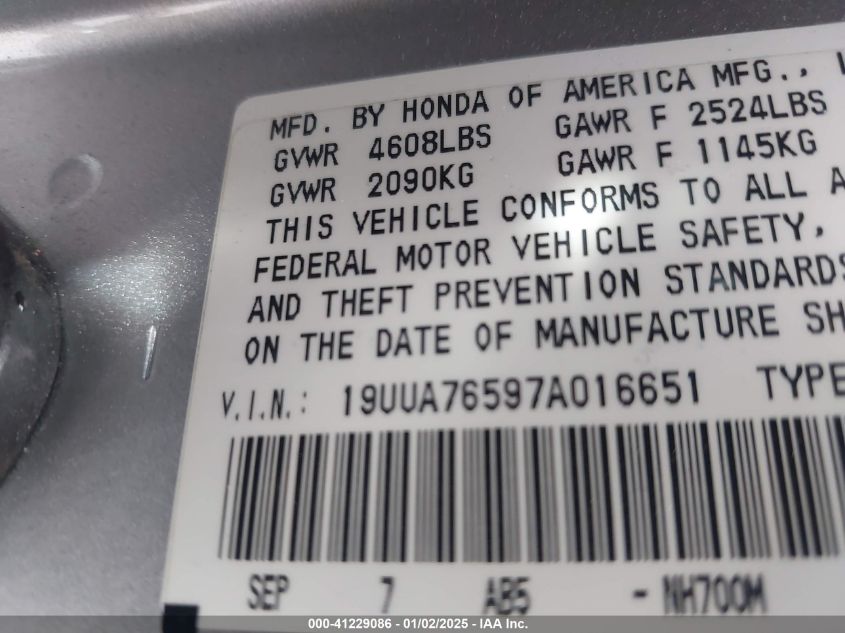 MFD. BY HONDA OF AMERICA MFG.,
GVWR 4608LBS GAWR F 2524LBS
GVWR 2090KG GAWR F 1145KG
THIS VEHICLE CONFORMS TO ALL A
FEDERAL MOTOR VEHICLE SAFETY,
AND THEFT PREVENTION STANDARDS
ON THE DATE OF MANUFACTURE SH
V.I.N.: 19UUA76597A016651 TYPE
SEP 7 AB5 - NH700M
000-41229086 - 01/02/2025 - IAA Inc.